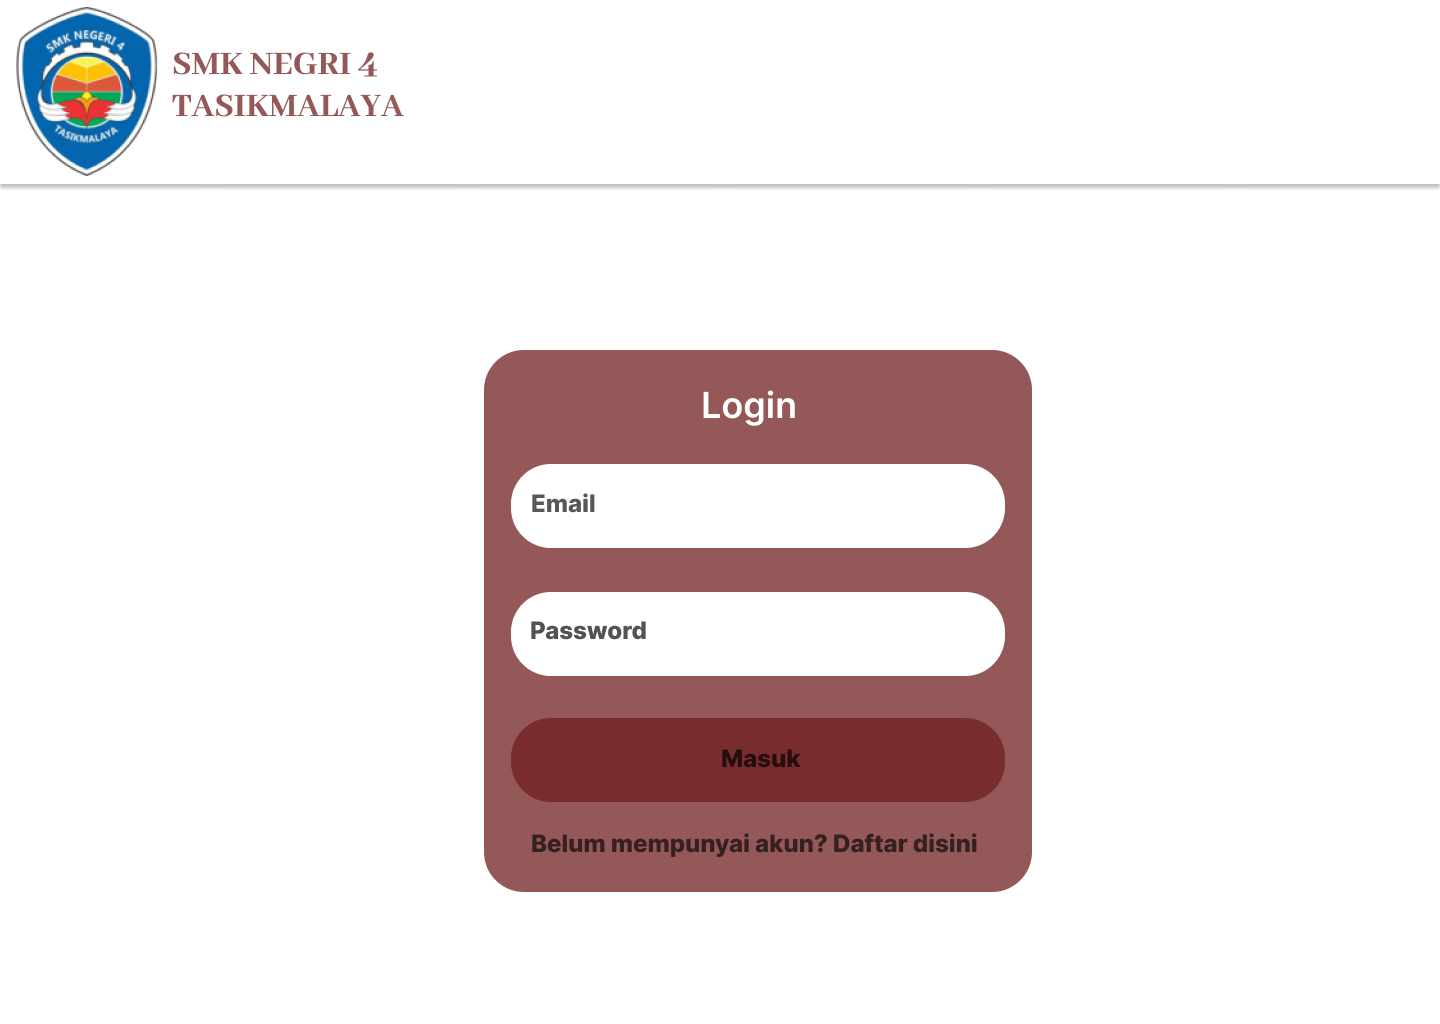 SMK NEGERI 4
TASIKMALAYA
SMK NEGRI 4
TASIKMALAYA
Login
Email
Password
Masuk
Belum mempunyai akun? Daftar disini